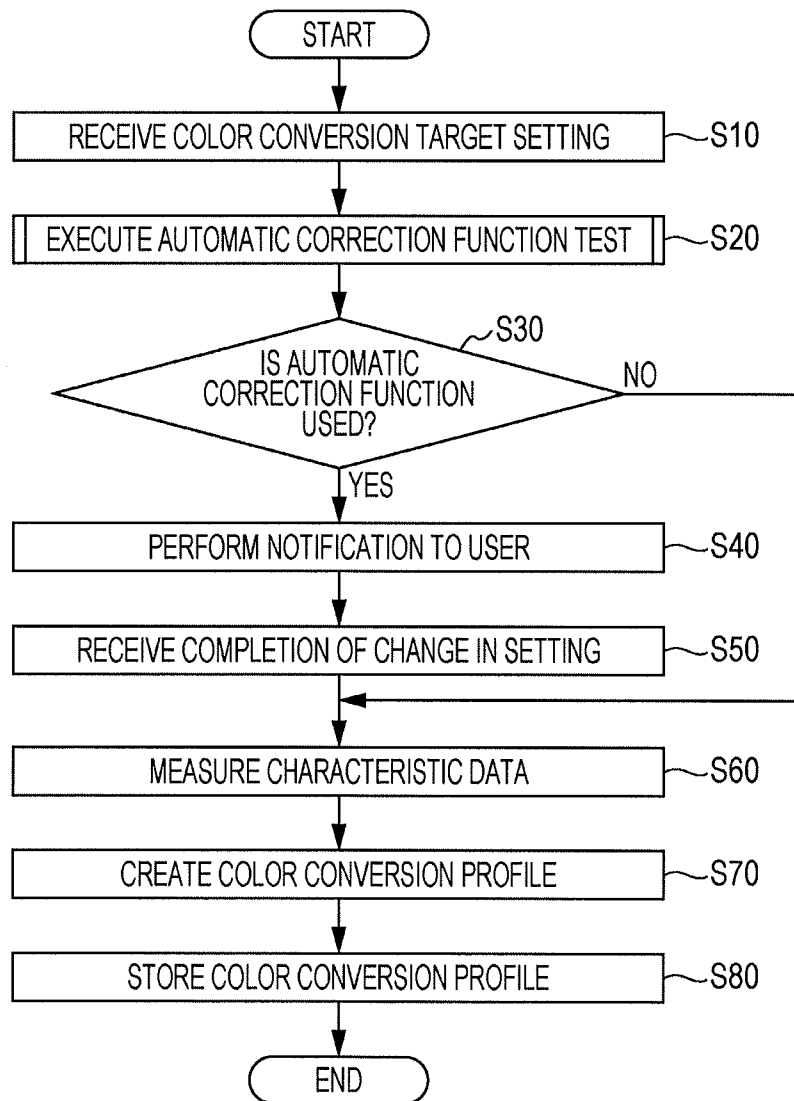 START
RECEIVE COLOR CONVERSION TARGET SETTING
S10
EXECUTE AUTOMATIC CORRECTION FUNCTION TEST
S20
S30
IS AUTOMATIC
CORRECTION FUNCTION
USED?
NO
YES
PERFORM NOTIFICATION TO USER
S40
RECEIVE COMPLETION OF CHANGE IN SETTING
S50
MEASURE CHARACTERISTIC DATA
S60
CREATE COLOR CONVERSION PROFILE
S70
STORE COLOR CONVERSION PROFILE
S80
END